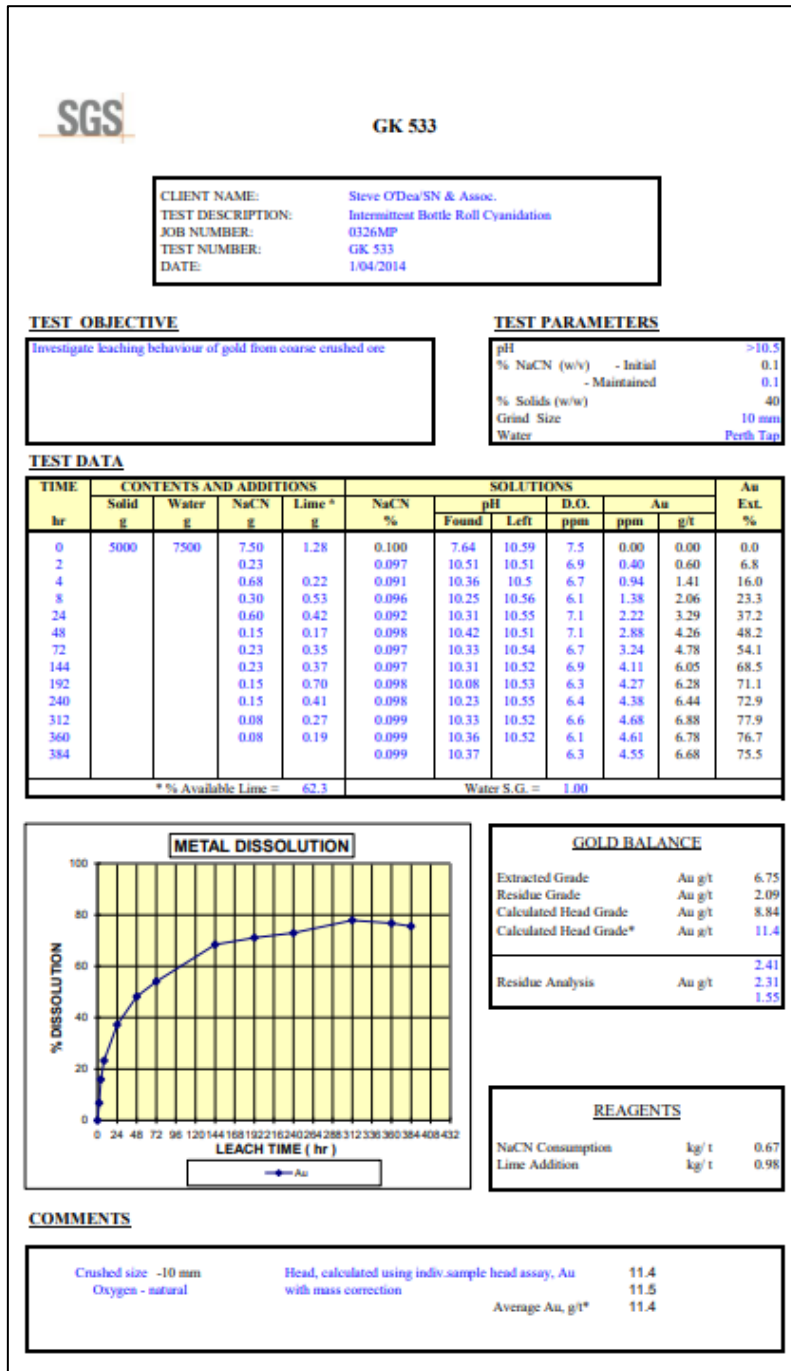 SGS
GK 533
CLIENT NAME: Steve O'Dea/SN & Assoc.
TEST DESCRIPTION: Intermittent Bottle Roll Cyanidation
JOB NUMBER: 0326MP
TEST NUMBER: GK 533
DATE: 1/04/2014
TEST OBJECTIVE
Investigate leaching behaviour of gold from coarse crushed ore
TEST PARAMETERS
pH >10.5
% NaCN (w/v) - Initial 0.1
- Maintained 0.1
% Solids (w/w) 40
Grind Size 10 mm
Water Perth Tap
TEST DATA
TIME CONTENTS AND ADDITIONS SOLUTIONS Au
Solid Water NaCN Lime * NaCN pH D.O. Au Ext.
hr g g g g % Found Left ppm ppm g/t %
0 5000 7500 7.50 1.28 0.100 7.64 10.59 7.5 0.00 0.00 0.0
2 0.23 0.097 10.51 10.51 6.9 0.40 0.60 6.8
4 0.68 0.22 0.091 10.36 10.5 6.7 0.94 1.41 16.0
8 0.30 0.53 0.096 10.25 10.56 6.1 1.38 2.06 23.3
24 0.60 0.42 0.092 10.31 10.55 7.1 2.22 3.29 37.2
48 0.15 0.17 0.098 10.42 10.51 7.1 2.88 4.26 48.2
72 0.23 0.35 0.097 10.33 10.54 6.7 3.24 4.78 54.1
144 0.23 0.37 0.097 10.31 10.52 6.9 4.11 6.05 68.5
192 0.15 0.70 0.098 10.08 10.53 6.3 4.27 6.28 71.1
240 0.15 0.41 0.098 10.23 10.55 6.4 4.38 6.44 72.9
312 0.08 0.27 0.099 10.33 10.52 6.6 4.68 6.88 77.9
360 0.08 0.19 0.099 10.36 10.52 6.1 4.61 6.78 76.7
384 0.099 10.37 6.3 4.55 6.68 75.5
* % Available Lime = 62.3 Water S.G. = 1.00
METAL DISSOLUTION
100
80
60
40
20
0
% DISSOLUTION
0 24 48 72 96 120 144 168 192 216 240 264 288 312 336 360 384 408 432
LEACH TIME ( hr )
Au
GOLD BALANCE
Extracted Grade Au g/t 6.75
Residue Grade Au g/t 2.09
Calculated Head Grade Au g/t 8.84
Calculated Head Grade* Au g/t 11.4
2.41
Residue Analysis Au g/t 2.31
1.55
REAGENTS
NaCN Consumption kg/ t 0.67
Lime Addition kg/ t 0.98
COMMENTS
Crushed size -10 mm Head, calculated using indiv.sample head assay, Au 11.4
Oxygen - natural with mass correction 11.5
Average Au, g/t* 11.4